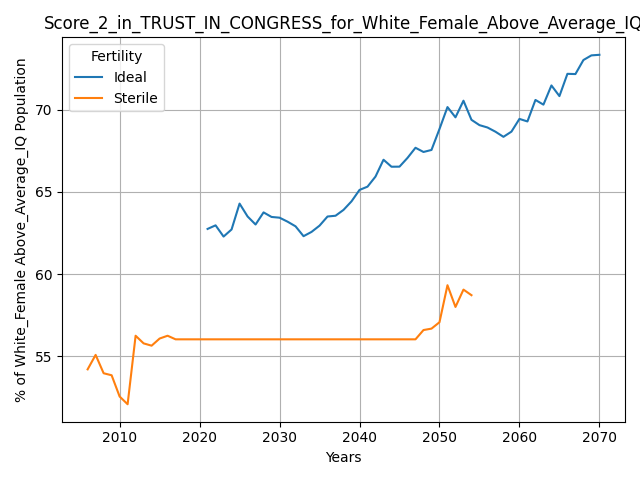 Score_2_in_TRUST_IN_CONGRESS_for_White_Female_Above_Average_IQ
Fertility
Ideal
Sterile
% of White_Female Above_Average_IQ Population
70
65
60
55
2010 2020 2030 2040 2050 2060 2070
Years